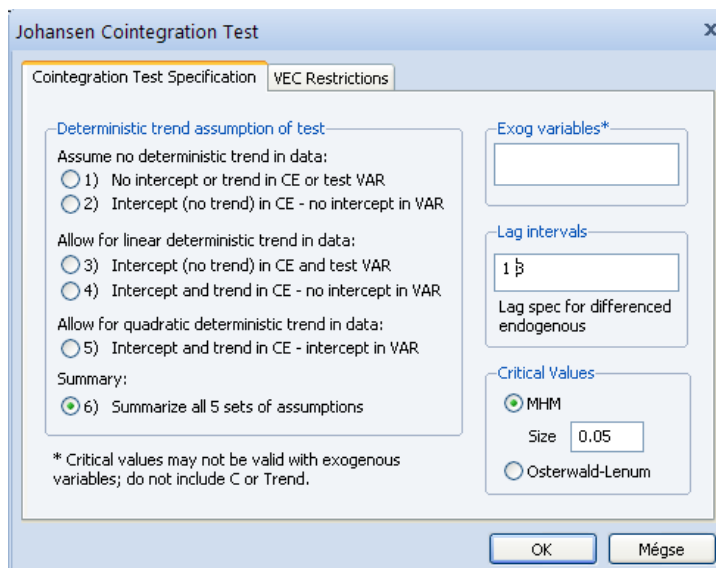 Johansen Cointegration Test
x
Cointegration Test Specification
VEC Restrictions
Deterministic trend assumption of test
Assume no deterministic trend in data:
1) No intercept or trend in CE or test VAR
2) Intercept (no trend) in CE - no intercept in VAR
Allow for linear deterministic trend in data:
3) Intercept (no trend) in CE and test VAR
4) Intercept and trend in CE - no intercept in VAR
Allow for quadratic deterministic trend in data:
5) Intercept and trend in CE - intercept in VAR
Summary:
6) Summarize all 5 sets of assumptions
* Critical values may not be valid with exogenous
variables; do not include C or Trend.
Exog variables*
Lag intervals
1 3
Lag spec for differenced
endogenous
Critical Values
MHM
Size 0.05
Osterwald-Lenum
OK
Mégse